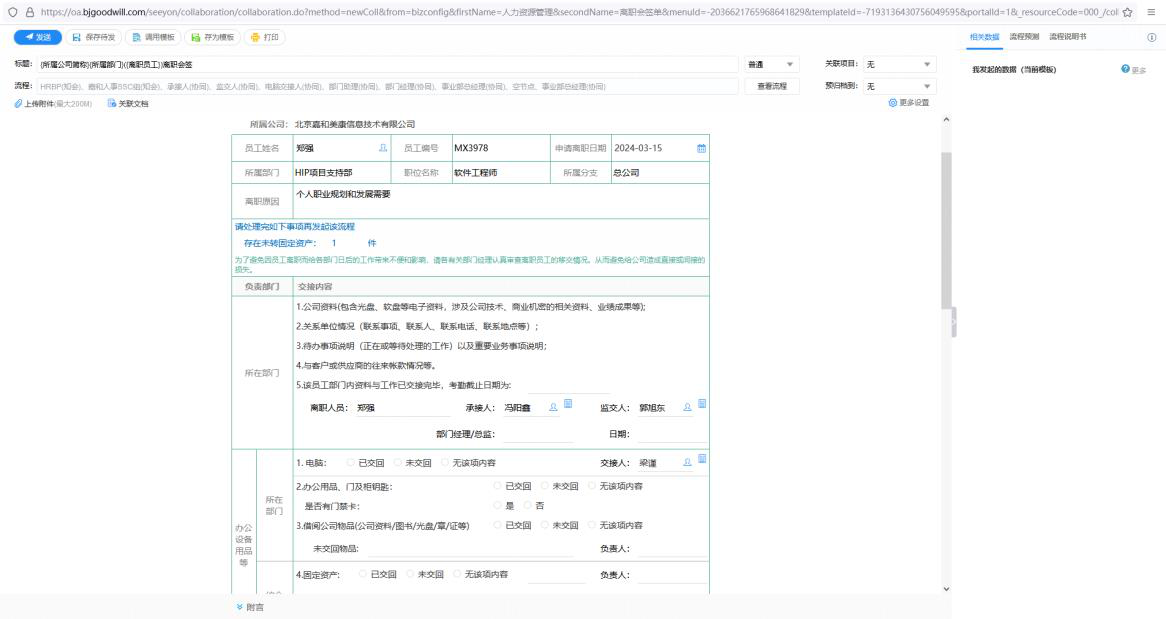 https://oa.bjgoodwill.com/seeyon/collaboration/collaboration.do?method=newColl&from=bizconfig&firstName=人力资源管理&secondName=离职会签单&menuId=-2036621765968641829&templateId=-7193136430756049595&portalId=1&_resourceCode=000_/coll
发送 保存待发 调用模板 存为模板 打印
相关数据 流程预测 流程说明书
标题: {所属公司简称}{所属部门}({离职员工})离职会签 普通 关联项目: 无
我发起的数据 (当前模板) 更多
流程: HRBP(知会)、嘉和人事SSC组(知会)、承接人(协同)、监交人(协同)、电脑交接人(协同)、部门助理(协同)、部门经理(协同)、事业部总经理(协同)、空节点、事业部总经理(协同) 查看流程 预归档到: 无
上传附件(最大200M) 关联文档 更多设置
所属公司: 北京嘉和美康信息技术有限公司
员工姓名 郑强 员工编号 MX3978 申请离职日期 2024-03-15
所属部门 HIP项目支持部 职位名称 软件工程师 所属分支 总公司
离职原因 个人职业规划和发展需要
请处理完如下事项再发起该流程
存在未转固定资产: 1 件
为了避免因员工离职而给各部门日后的工作带来不便和影响，请各有关部门经理认真审查离职员工的移交情况。从而避免给公司造成直接或间接的
损失。
负责部门 交接内容
所在部门
1.公司资料(包含光盘、软盘等电子资料，涉及公司技术、商业机密的相关资料、业绩成果等);
2.关系单位情况（联系事项、联系人、联系电话、联系地点等）;
3.待办事项说明（正在或等待处理的工作）以及重要业务事项说明;
4.与客户或供应商的往来帐款情况等。
5.该员工部门内资料与工作已交接完毕，考勤截止日期为:
离职人员: 郑强 承接人: 冯阳鑫 监交人: 郭旭东
部门经理/总监: 日期:
办公设备用品等
所在部门
1. 电脑: 已交回 未交回 无该项内容 交接人: 梁谨
2.办公用品、门及柜钥匙: 已交回 未交回 无该项内容
是否有门禁卡: 是 否
3.借阅公司物品(公司资料/图书/光盘/章/证等) 已交回 未交回 无该项内容
未交回物品: 负责人:
4.固定资产: 已交回 未交回 无该项内容 负责人:
附言